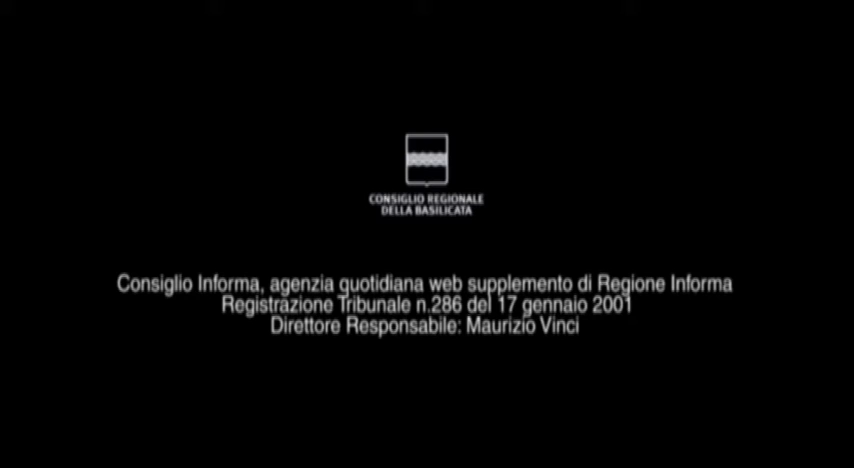 CONSIGLIO REGIONALE
DELLA BASILICATA
Consiglio Informa, agenzia quotidiana web supplemento di Regione Informa
Registrazione Tribunale n.286 del 17 gennaio 2001
Direttore Responsabile: Maurizio Vinci